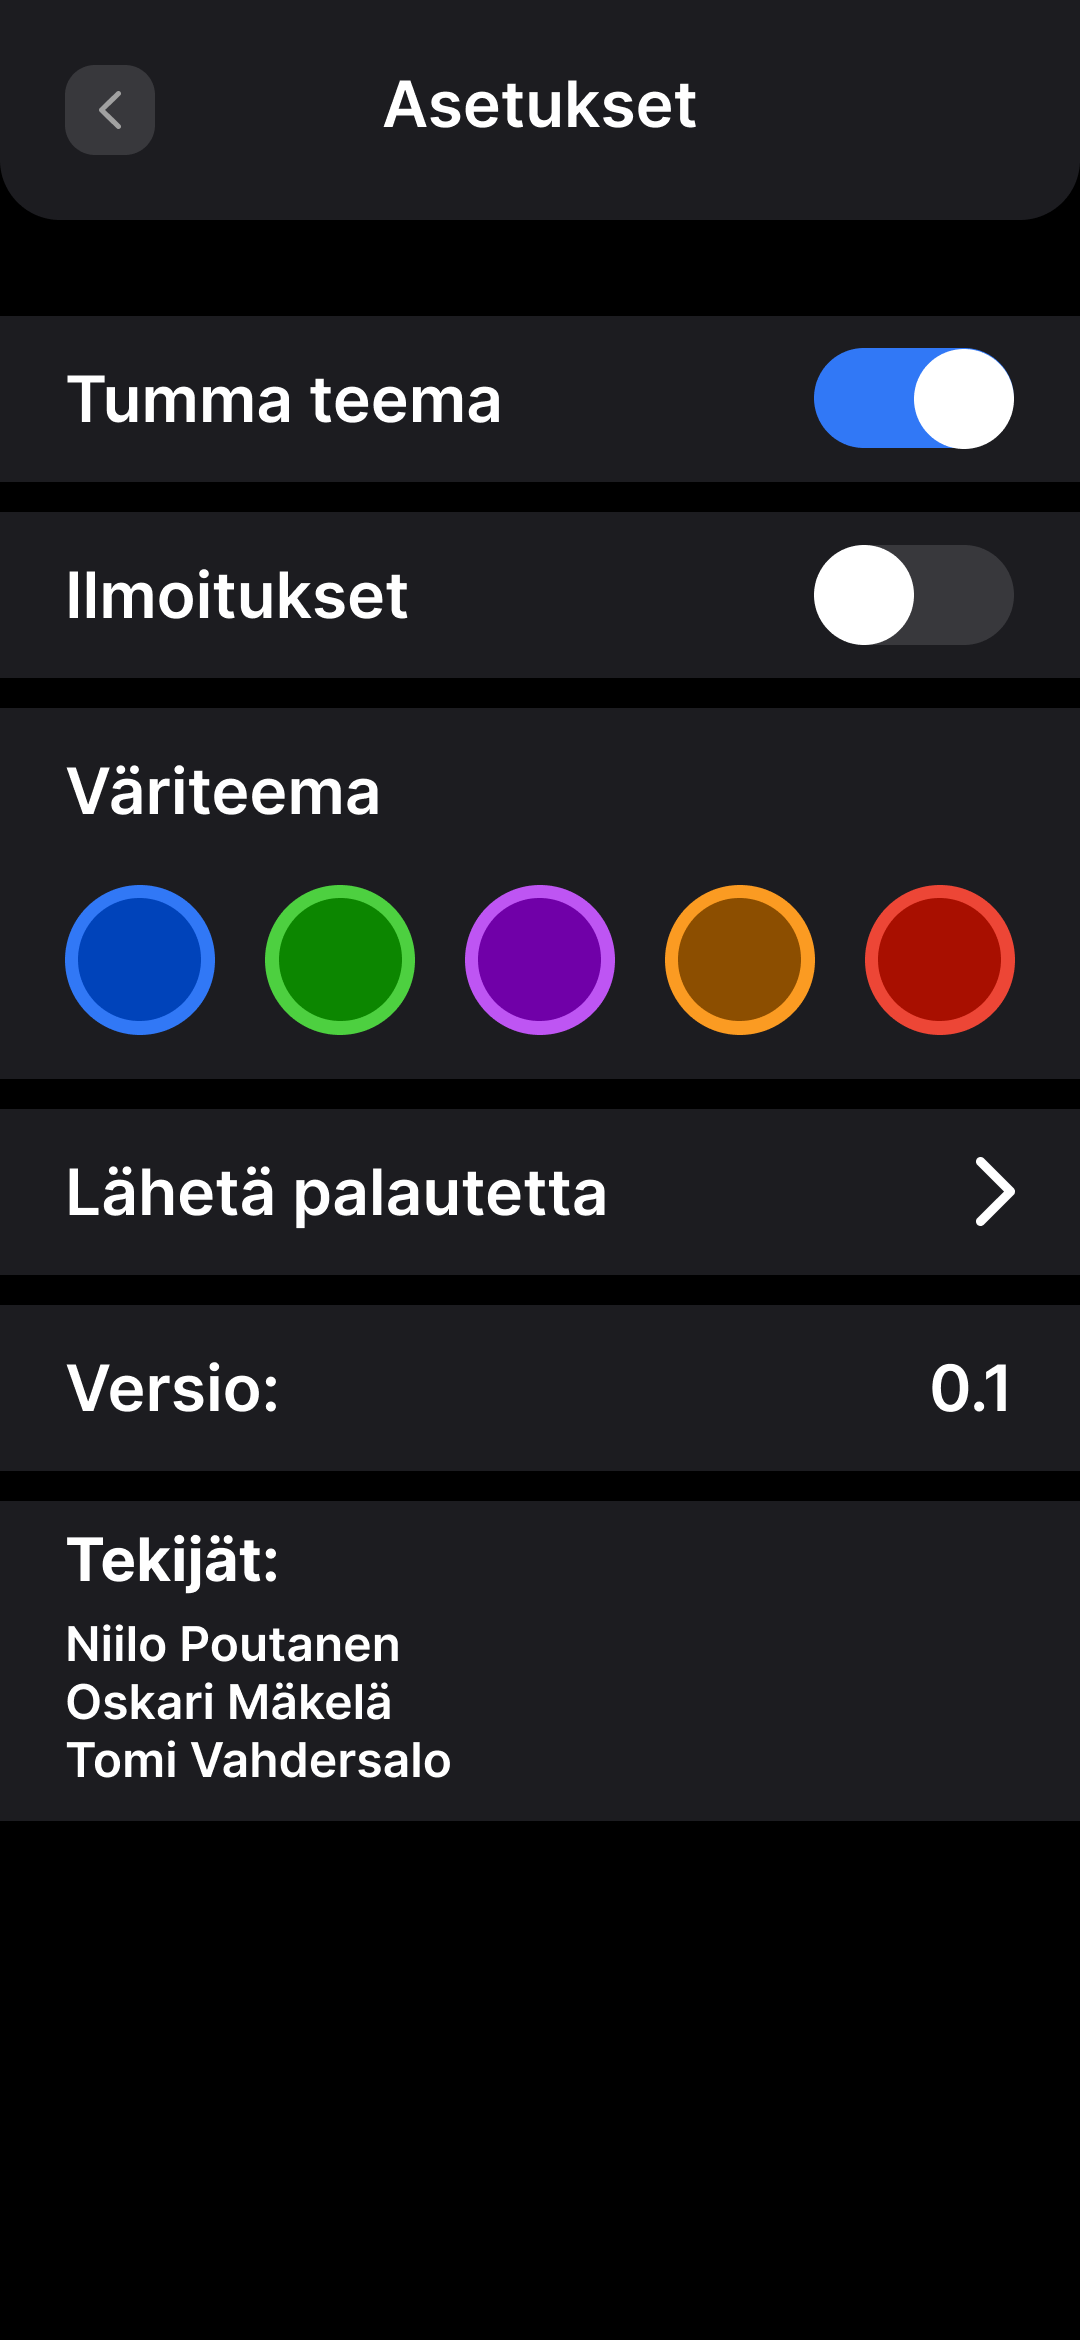 Asetukset
Tumma teema
Ilmoitukset
Väriteema
Lähetä palautetta
Versio: 0.1
Tekijät:
Niilo Poutanen
Oskari Mäkelä
Tomi Vahdersalo